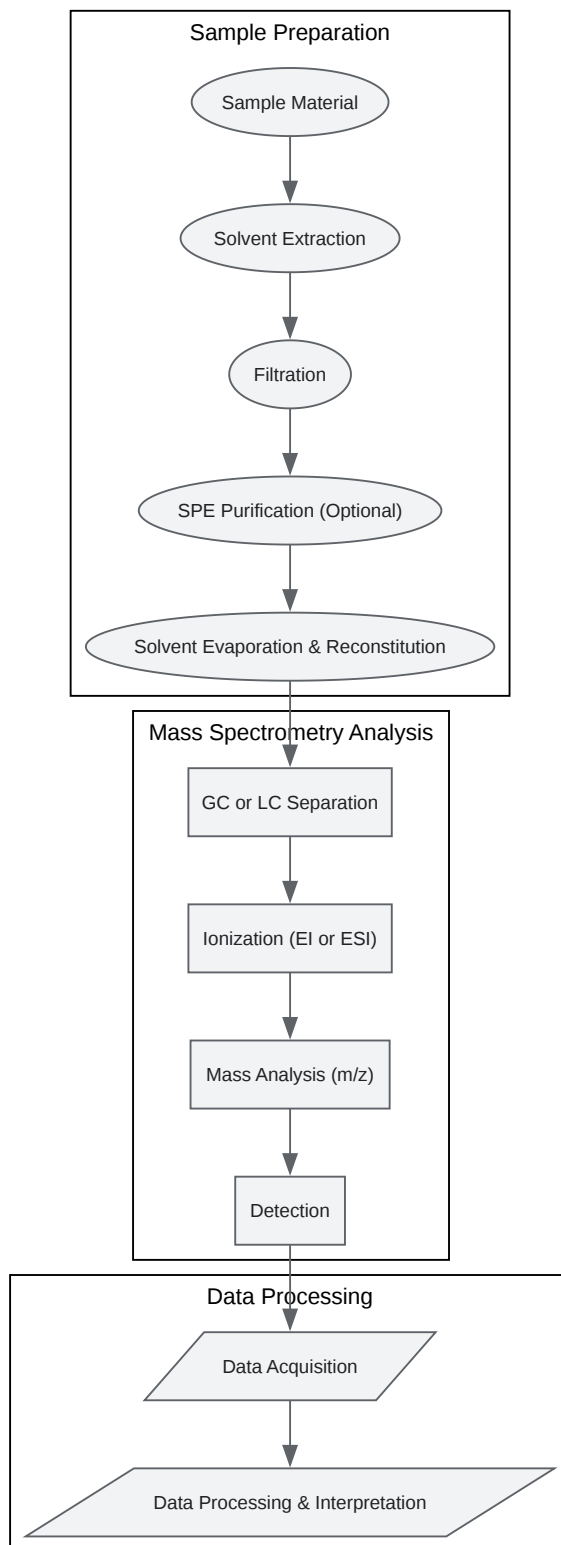 Sample Preparation
Sample Material
Solvent Extraction
Filtration
SPE Purification (Optional)
Solvent Evaporation & Reconstitution
Mass Spectrometry Analysis
GC or LC Separation
Ionization (EI or ESI)
Mass Analysis (m/z)
Detection
Data Processing
Data Acquisition
Data Processing & Interpretation